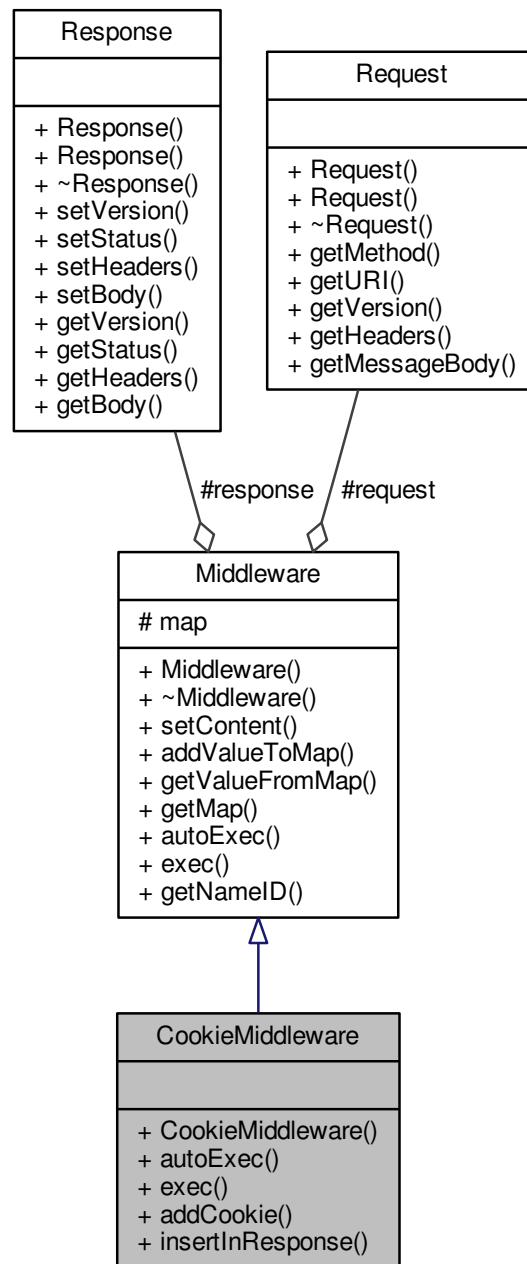 Response
+ Response()
+ Response()
+ ~Response()
+ setVersion()
+ setStatus()
+ setHeaders()
+ setBody()
+ getVersion()
+ getStatus()
+ getHeaders()
+ getBody()
Request
+ Request()
+ Request()
+ ~Request()
+ getMethod()
+ getURI()
+ getVersion()
+ getHeaders()
+ getMessageBody()
#response
#request
Middleware
# map
+ Middleware()
+ ~Middleware()
+ setContent()
+ addValueToMap()
+ getValueFromMap()
+ getMap()
+ autoExec()
+ exec()
+ getNameID()
CookieMiddleware
+ CookieMiddleware()
+ autoExec()
+ exec()
+ addCookie()
+ insertInResponse()